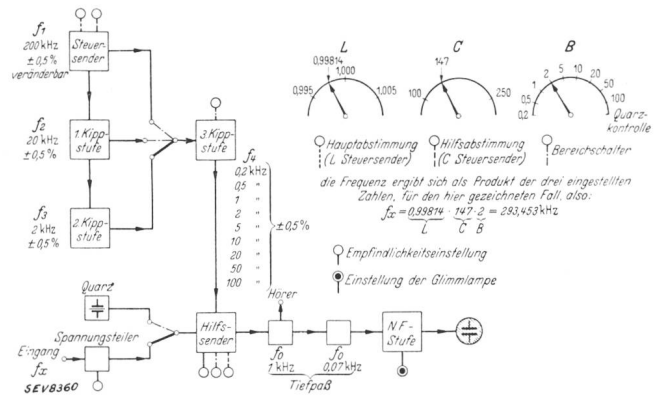 f1
200 kHz
± 0,5%
veränderbar
Steuer-
sender
f2
20 kHz
± 0,5%
1. Kipp-
stufe
f3
2 kHz
± 0,5%
2. Kipp-
stufe
3. Kipp-
stufe
f4
0,2 kHz
0,5 "
1 "
2 "
5 "
10 "
20 "
50 "
100 "
± 0,5%
L
0,99814
0,995
1,000
1,005
C
147
100
250
B
0,2
0,5
1
2
5
10
20
50
100
Quarz-
kontrolle
Hauptabstimmung
(L Steuersender)
Hilfsabstimmung
(C Steuersender)
Bereichschalter
die Frequenz ergibt sich als Produkt der drei eingestellten
Zahlen, für den hier gezeichneten Fall, also:
fx = 0,99814 · 147 · 2 = 293,453 kHz
L C B
Empfindlichkeitseinstellung
Einstellung der Glimmlampe
Quarz
Spannungsteiler
Eingang
fx
SEV8360
Hilfs-
sender
Hörer
fo
1 kHz
fo
0,07 kHz
Tiefpaß
NF-
Stufe